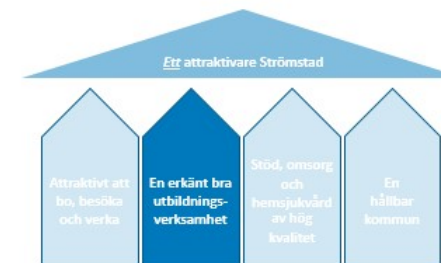 Ett attraktivare Strömstad
Attraktivt att
bo, besöka
och verka
En erkänt bra
utbildnings-
verksamhet
Stöd, omsorg
och
hemsjukvård
av hög
kvalitet
En
hållbar
kommun